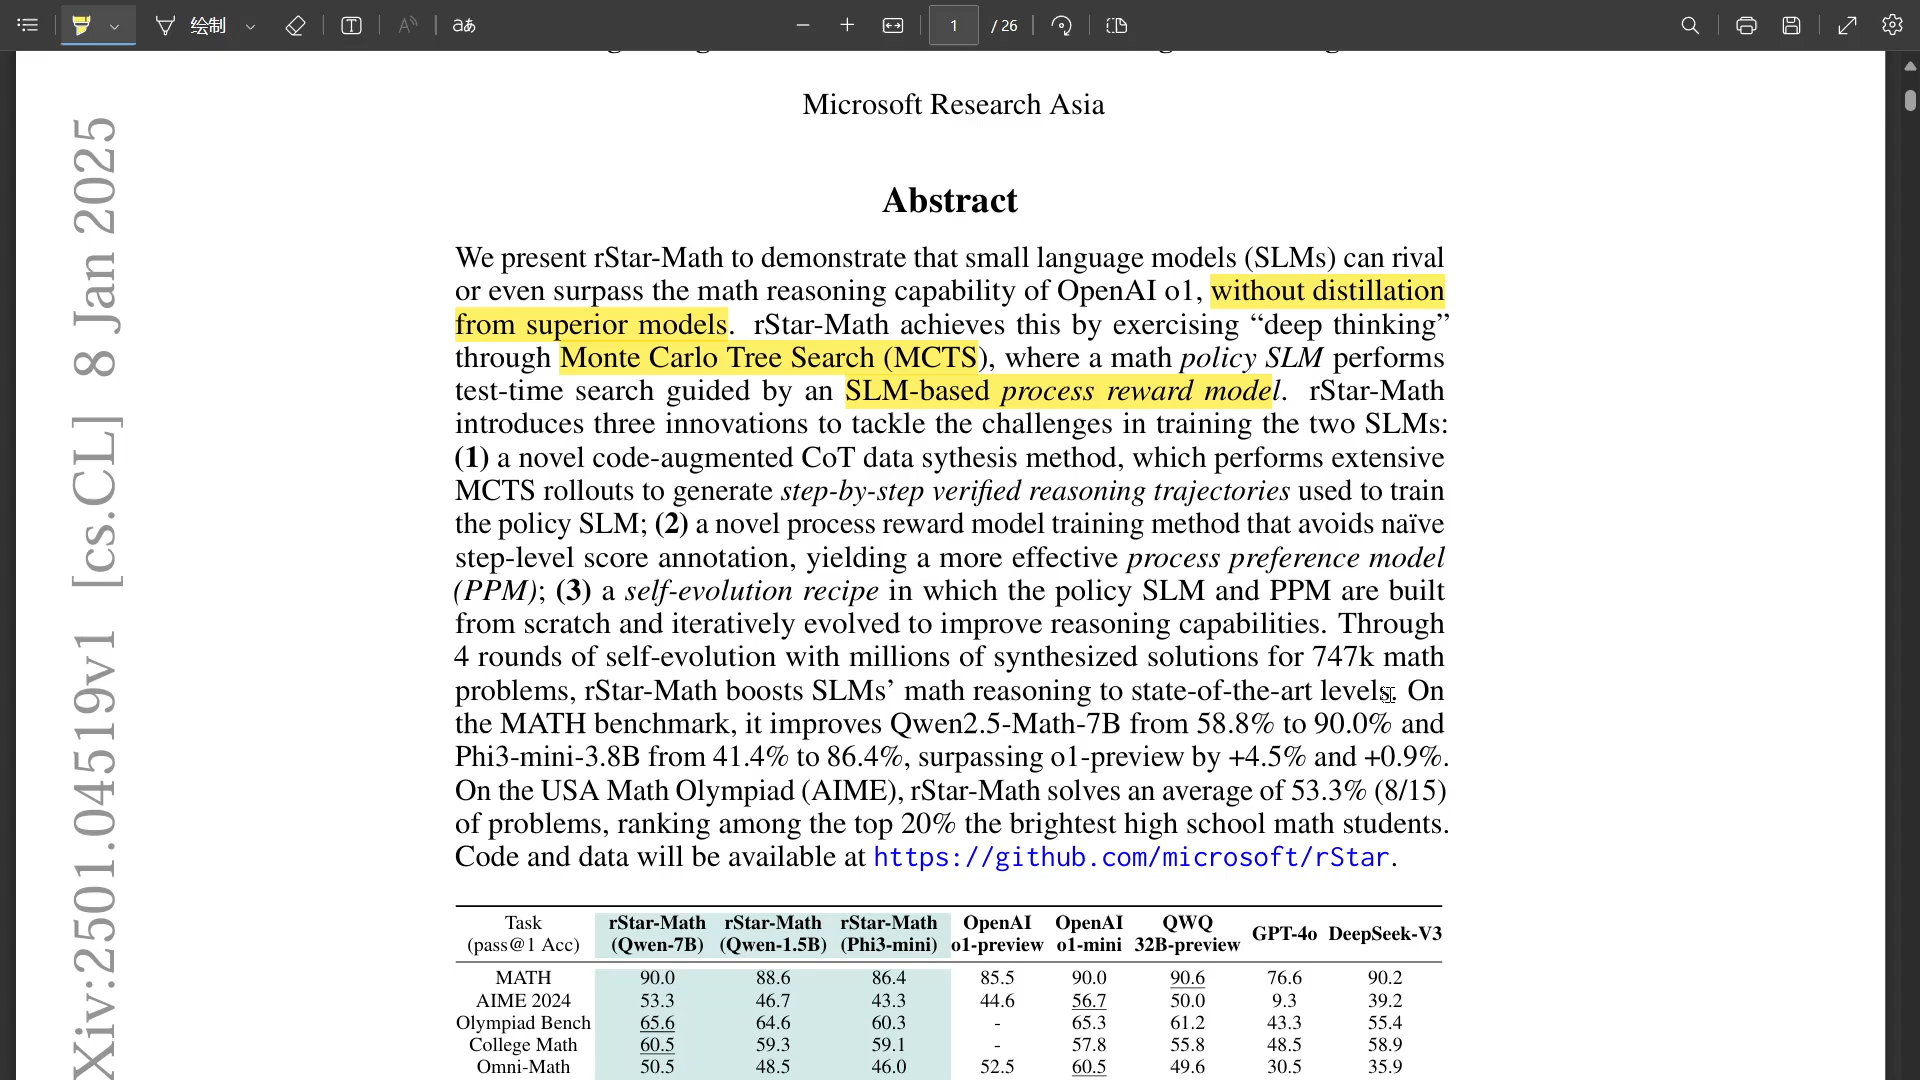 绘制
aあ
1
/ 26
Microsoft Research Asia
Abstract
We present rStar-Math to demonstrate that small language models (SLMs) can rival
or even surpass the math reasoning capability of OpenAI o1, without distillation
from superior models. rStar-Math achieves this by exercising “deep thinking”
through Monte Carlo Tree Search (MCTS), where a math policy SLM performs
test-time search guided by an SLM-based process reward model. rStar-Math
introduces three innovations to tackle the challenges in training the two SLMs:
(1) a novel code-augmented CoT data sythesis method, which performs extensive
MCTS rollouts to generate step-by-step verified reasoning trajectories used to train
the policy SLM; (2) a novel process reward model training method that avoids naïve
step-level score annotation, yielding a more effective process preference model
(PPM); (3) a self-evolution recipe in which the policy SLM and PPM are built
from scratch and iteratively evolved to improve reasoning capabilities. Through
4 rounds of self-evolution with millions of synthesized solutions for 747k math
problems, rStar-Math boosts SLMs’ math reasoning to state-of-the-art levels. On
the MATH benchmark, it improves Qwen2.5-Math-7B from 58.8% to 90.0% and
Phi3-mini-3.8B from 41.4% to 86.4%, surpassing o1-preview by +4.5% and +0.9%.
On the USA Math Olympiad (AIME), rStar-Math solves an average of 53.3% (8/15)
of problems, ranking among the top 20% the brightest high school math students.
Code and data will be available at https://github.com/microsoft/rStar.
Task rStar-Math rStar-Math rStar-Math OpenAI OpenAI QWQ GPT-4o DeepSeek-V3
(pass@1 Acc) (Qwen-7B) (Qwen-1.5B) (Phi3-mini) o1-preview o1-mini 32B-preview
MATH 90.0 88.6 86.4 85.5 90.0 90.6 76.6 90.2
AIME 2024 53.3 46.7 43.3 44.6 56.7 50.0 9.3 39.2
Olympiad Bench 65.6 64.6 60.3 - 65.3 61.2 43.3 55.4
College Math 60.5 59.3 59.1 - 57.8 55.8 48.5 58.9
Omni-Math 50.5 48.5 46.0 52.5 60.5 49.6 30.5 35.9
Xiv:2501.04519v1 [cs.CL] 8 Jan 2025